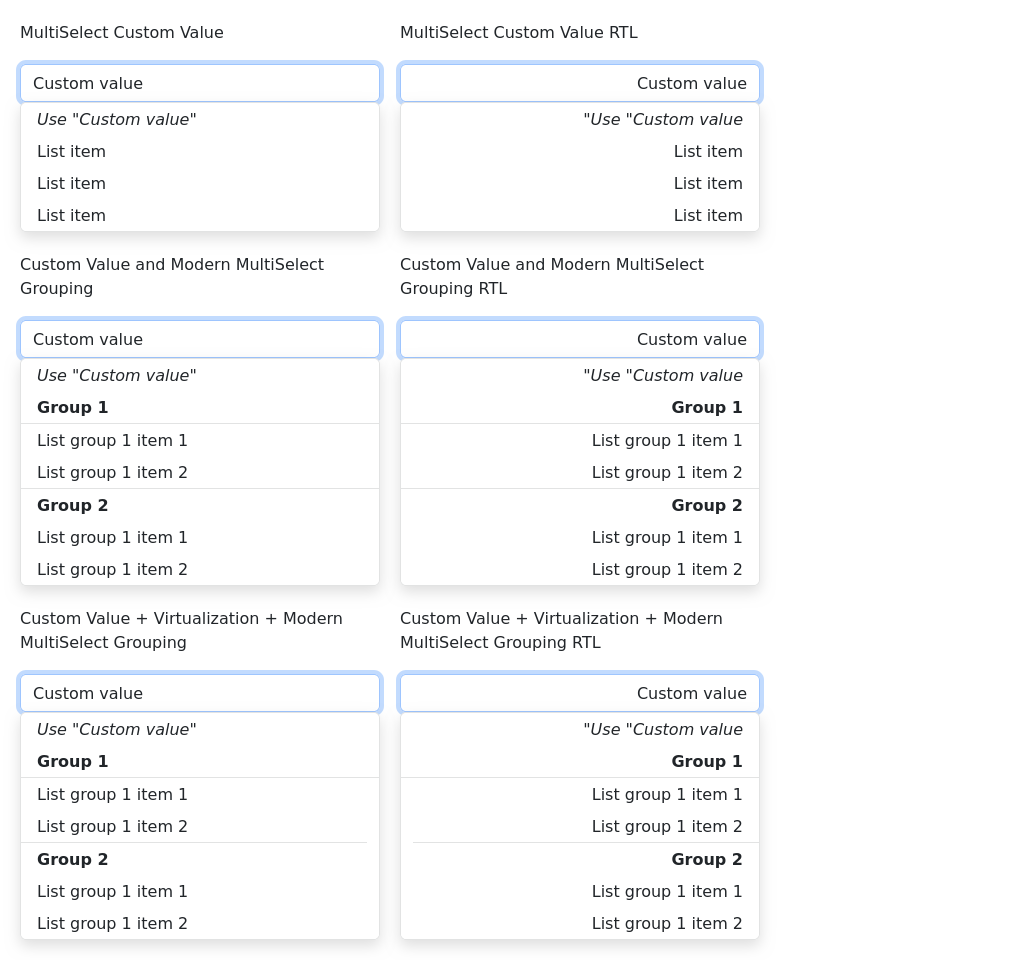 MultiSelect Custom Value
Custom value
Use "Custom value"
List item
List item
List item
MultiSelect Custom Value RTL
Custom value
"Use "Custom value
List item
List item
List item
Custom Value and Modern MultiSelect
Grouping
Custom value
Use "Custom value"
Group 1
List group 1 item 1
List group 1 item 2
Group 2
List group 1 item 1
List group 1 item 2
Custom Value and Modern MultiSelect
Grouping RTL
Custom value
"Use "Custom value
Group 1
List group 1 item 1
List group 1 item 2
Group 2
List group 1 item 1
List group 1 item 2
Custom Value + Virtualization + Modern
MultiSelect Grouping
Custom value
Use "Custom value"
Group 1
List group 1 item 1
List group 1 item 2
Group 2
List group 1 item 1
List group 1 item 2
Custom Value + Virtualization + Modern
MultiSelect Grouping RTL
Custom value
"Use "Custom value
Group 1
List group 1 item 1
List group 1 item 2
Group 2
List group 1 item 1
List group 1 item 2